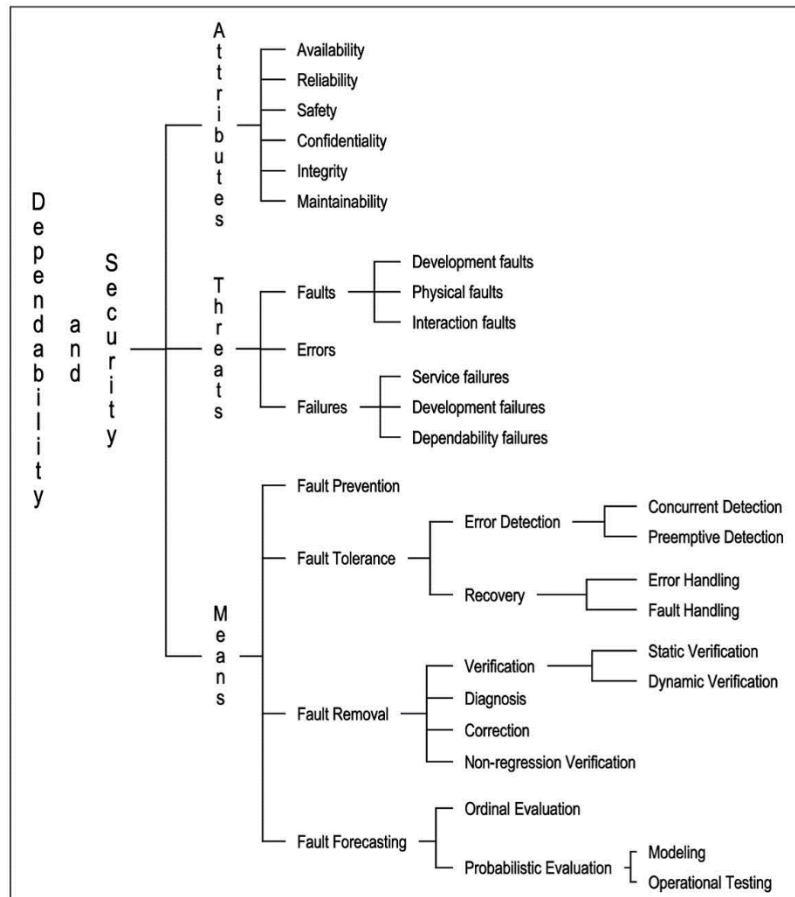 Dependability
and
Security
Attributes
Availability
Reliability
Safety
Confidentiality
Integrity
Maintainability
Threats
Faults
Development faults
Physical faults
Interaction faults
Errors
Failures
Service failures
Development failures
Dependability failures
Means
Fault Prevention
Fault Tolerance
Error Detection
Concurrent Detection
Preemptive Detection
Recovery
Error Handling
Fault Handling
Fault Removal
Verification
Static Verification
Dynamic Verification
Diagnosis
Correction
Non-regression Verification
Fault Forecasting
Ordinal Evaluation
Probabilistic Evaluation
Modeling
Operational Testing